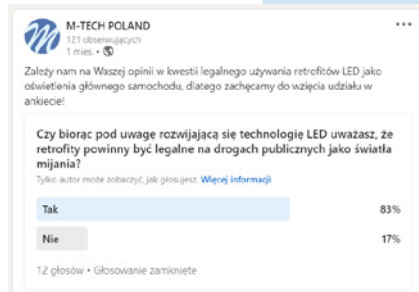 M-TECH POLAND
121 obserwujących
1 mies. •
Zależy nam na Waszej opinii w kwestii legalnego używania retrofitów LED jako
oświetlenia głównego samochodu, dlatego zachęcamy do wzięcia udziału w
ankiecie!
Czy biorąc pod uwagę rozwijającą się technologię LED uważasz, że
retrofity powinny być legalne na drogach publicznych jako światła
mijania?
Tylko autor może zobaczyć, jak głosujesz. Więcej informacji
Tak 83%
Nie 17%
12 głosów • Głosowanie zamknięte